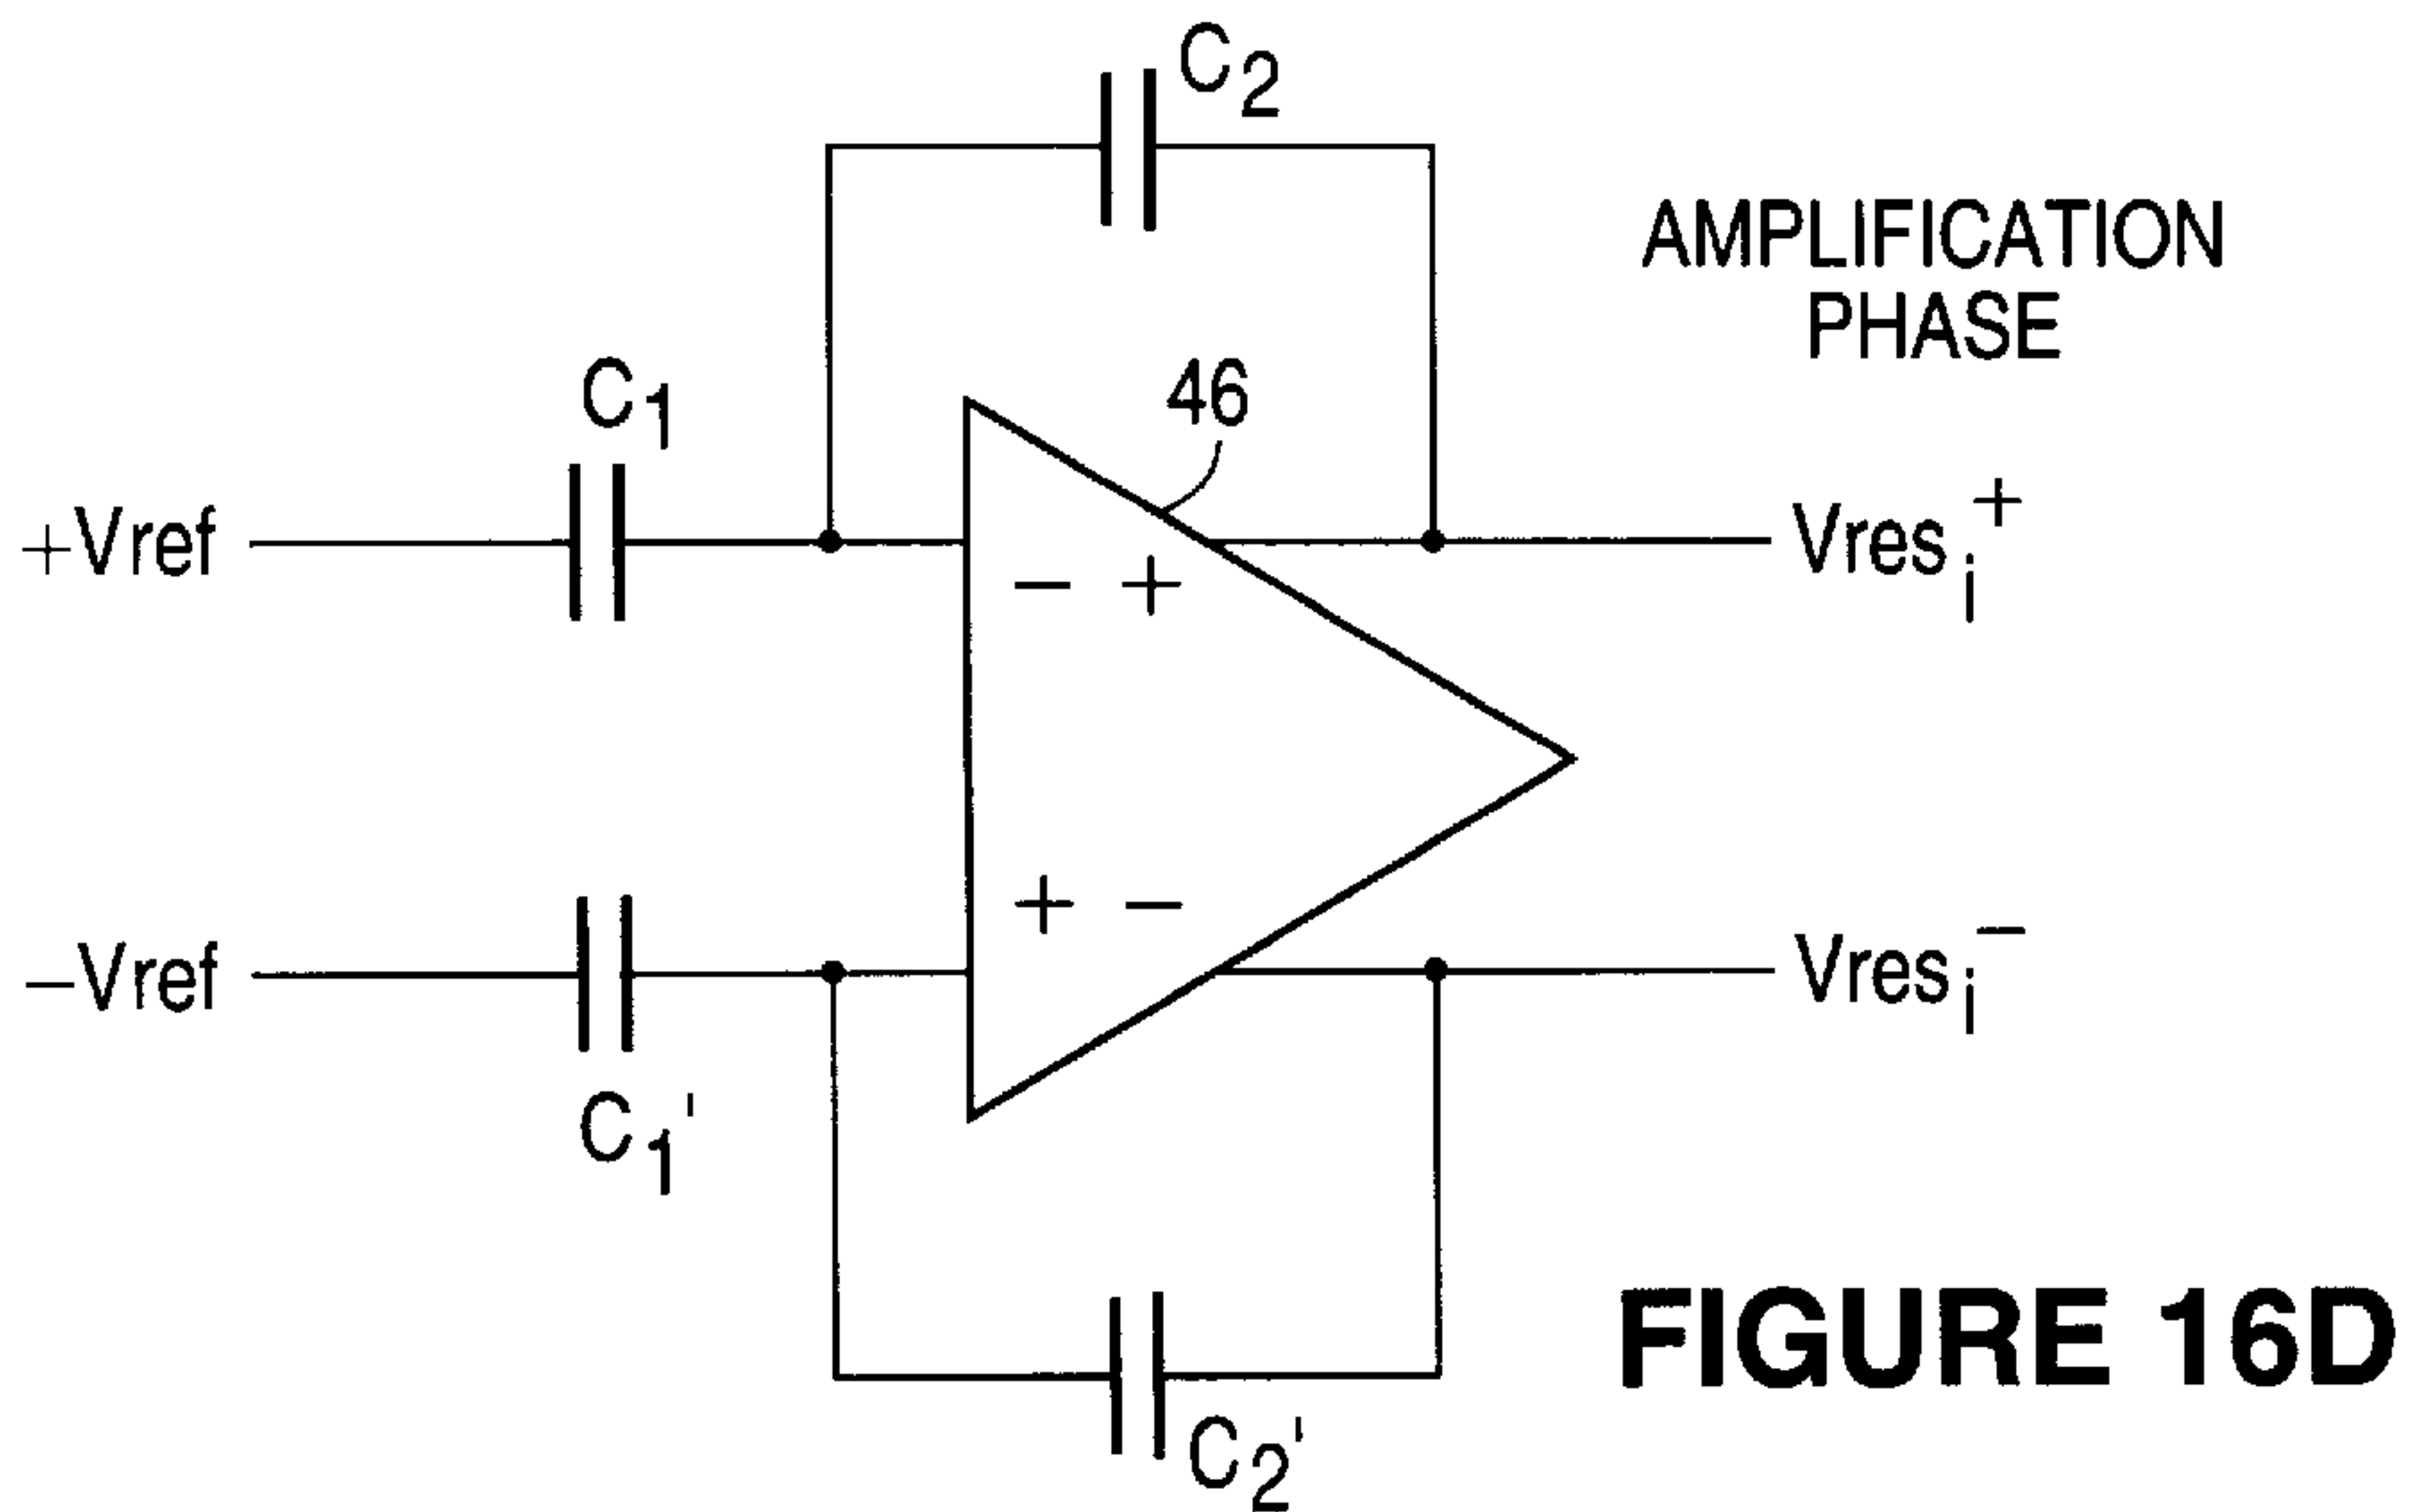 C2
AMPLIFICATION
PHASE
C1
46
+Vref
Vresi+
− +
+ −
−Vref
Vresi−
C1'
C2'
FIGURE 16D